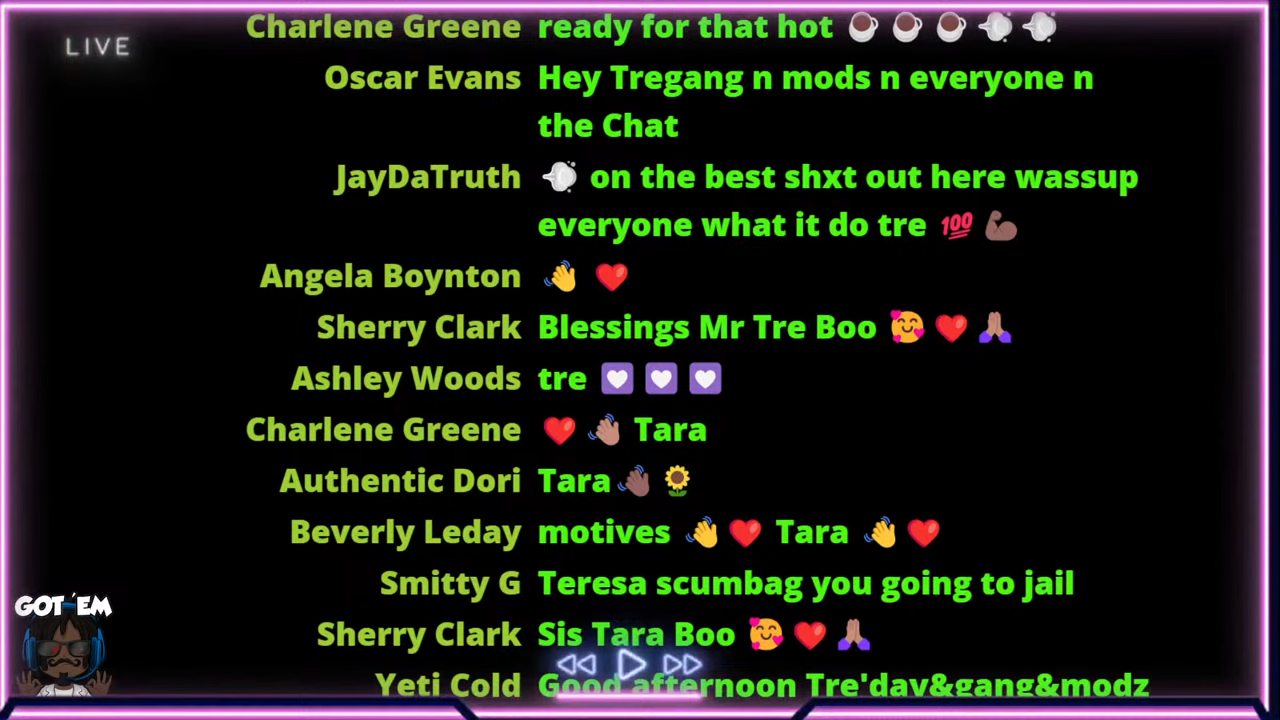 LIVE
Charlene Greene ready for that hot ☕ ☕ ☕ 💨 💨
Oscar Evans Hey Tregang n mods n everyone n
the Chat
JayDaTruth 💨 on the best shxt out here wassup
everyone what it do tre 💯 💪🏾
Angela Boynton 👋 ❤️
Sherry Clark Blessings Mr Tre Boo 🥰 ❤️ 🙏🏽
Ashley Woods tre 💟 💟 💟
Charlene Greene ❤️ 👋🏽 Tara
Authentic Dori Tara 👋🏾 🌻
Beverly Leday motives 👋 ❤️ Tara 👋 ❤️
Smitty G Teresa scumbag you going to jail
Sherry Clark Sis Tara Boo 🥰 ❤️ 🙏🏽
Yeti Cold Good afternoon Tre'day&gang&modz
GOT 'EM